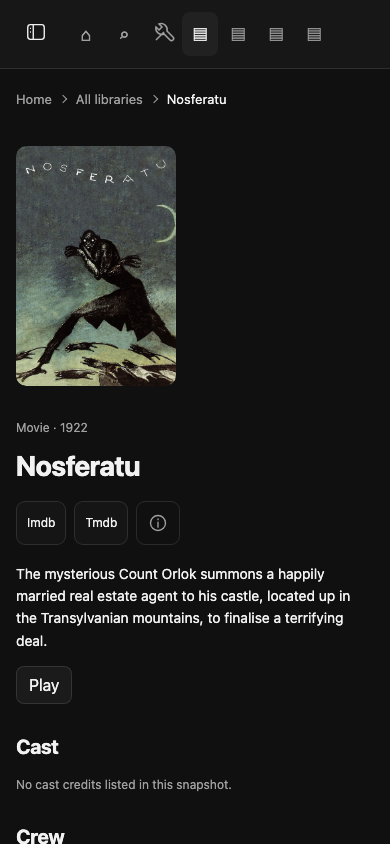 Home
All libraries
Nosferatu
NOSFERATU
Movie · 1922
Nosferatu
Imdb
Tmdb
The mysterious Count Orlok summons a happily
married real estate agent to his castle, located up in
the Transylvanian mountains, to finalise a terrifying
deal.
Play
Cast
No cast credits listed in this snapshot.
Crew